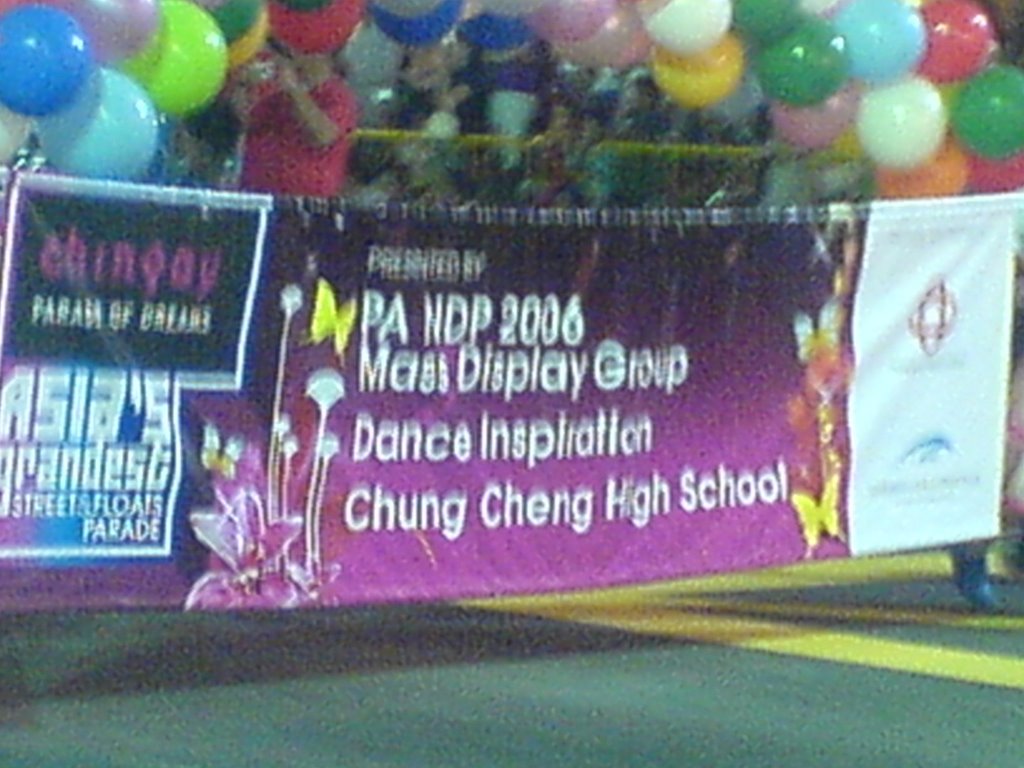 chingay
PARADE OF DREAMS
ASIA'S
grandest
STREET & FLOATS
PARADE
PRESENTED BY
PA NDP 2006
Mass Display Group
Dance Inspiration
Chung Cheng High School